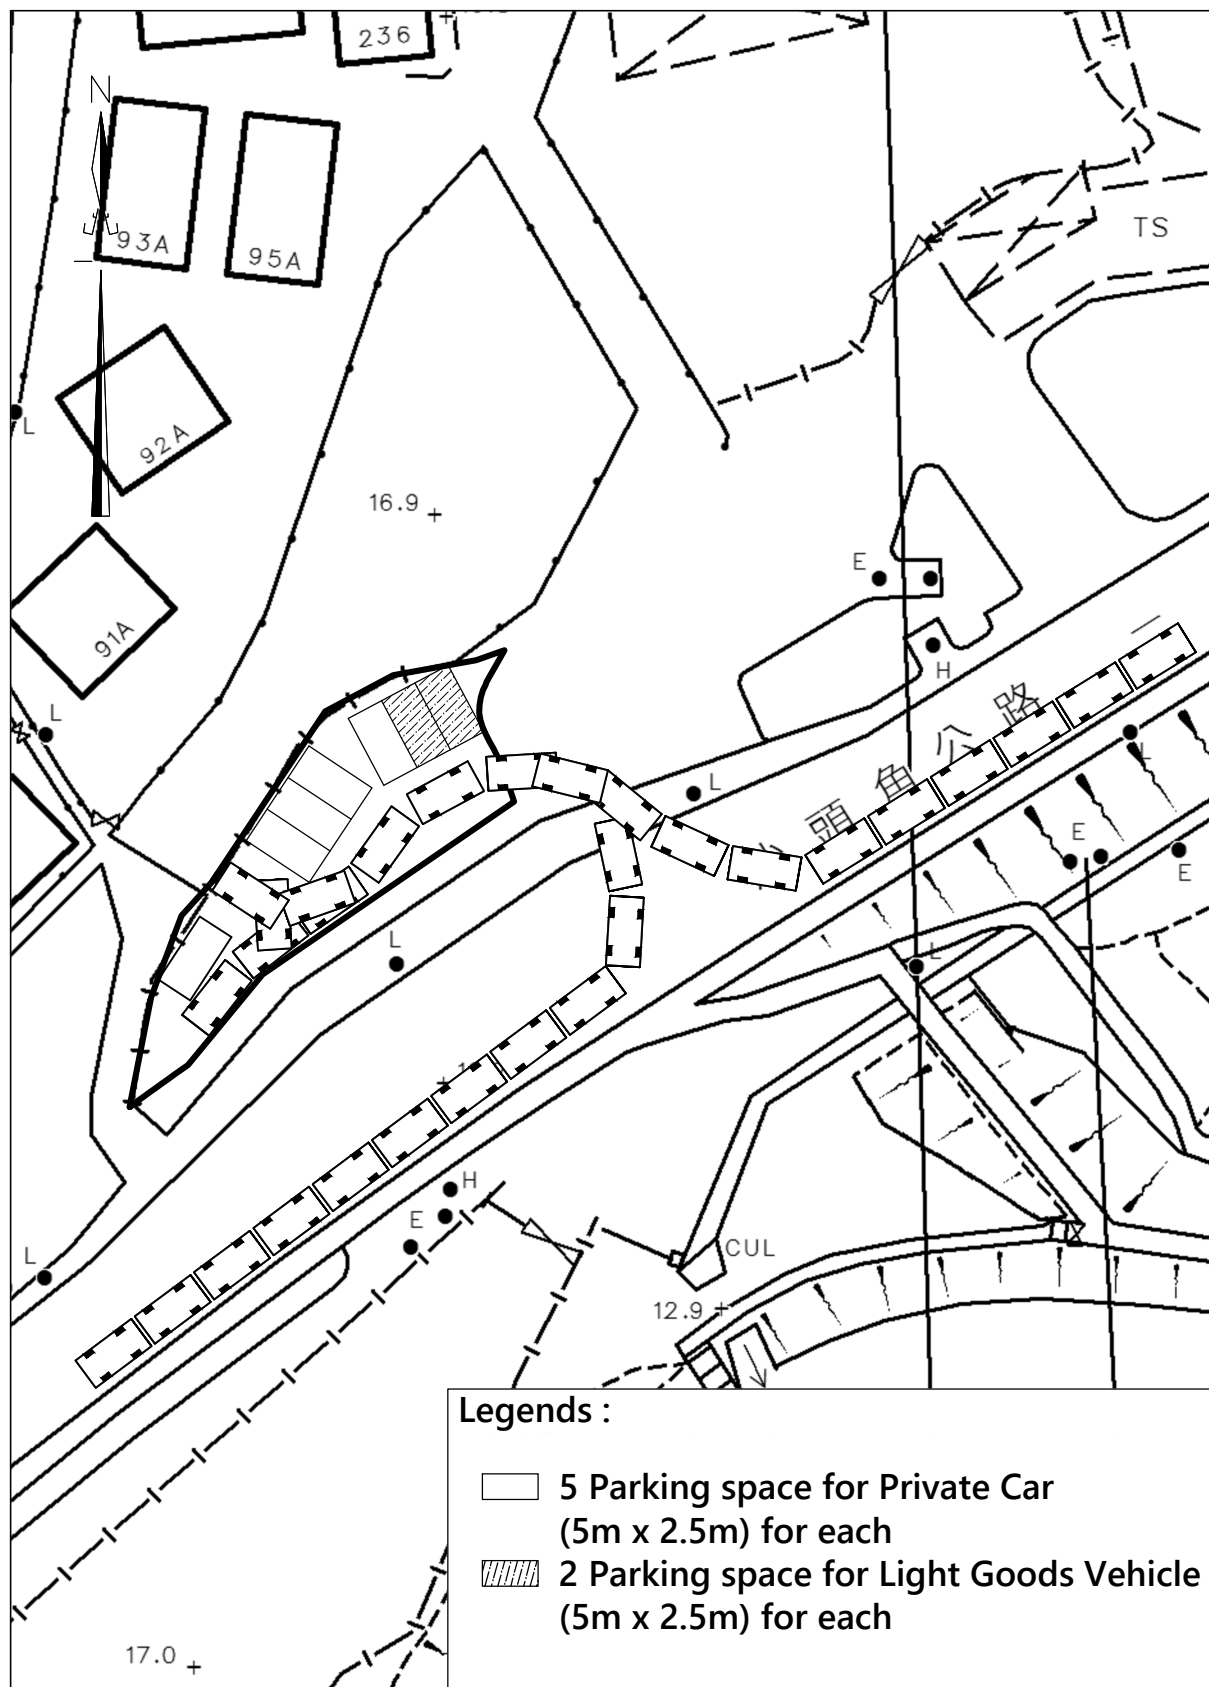 236
N
93A
95A
TS
L
92A
16.9
E
91A
H
L
路
公
L
L
魚
頭
E
E
L
L
H
E
CUL
L
12.9
Legends :
5 Parking space for Private Car
(5m x 2.5m) for each
2 Parking space for Light Goods Vehicle
(5m x 2.5m) for each
17.0